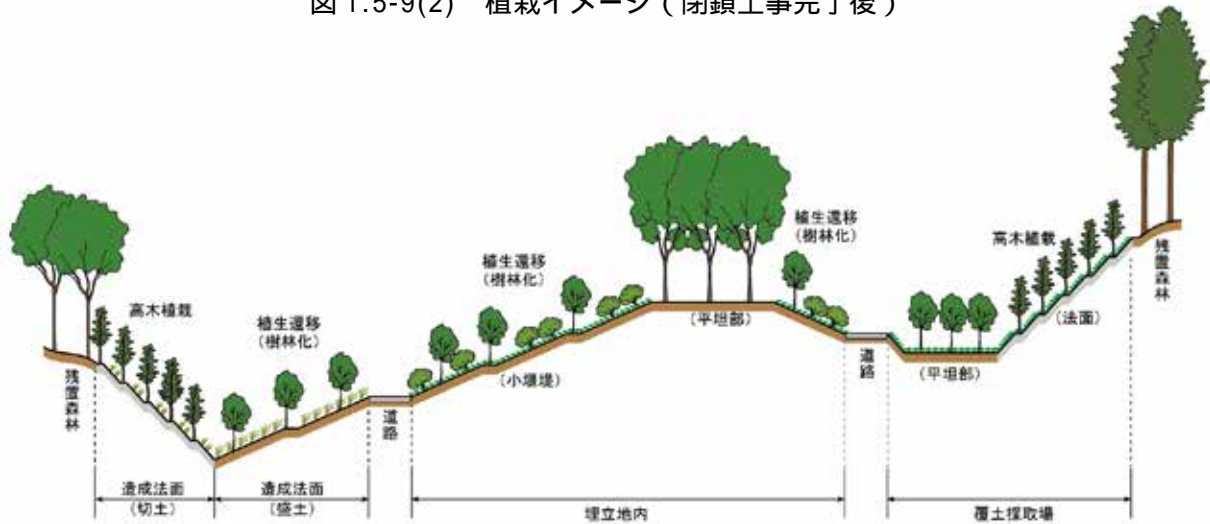 図 1.5-9(2) 植栽イメージ（閉鎖工事完了後）
高木植栽
植生遷移
(樹林化)
植生遷移
(樹林化)
植生遷移
(樹林化)
高木植栽
残置森林
道路
(小堰堤)
(平坦部)
道路
(平坦部)
(法面)
残置森林
造成法面
(切土)
造成法面
(盛土)
埋立地内
覆土採取場